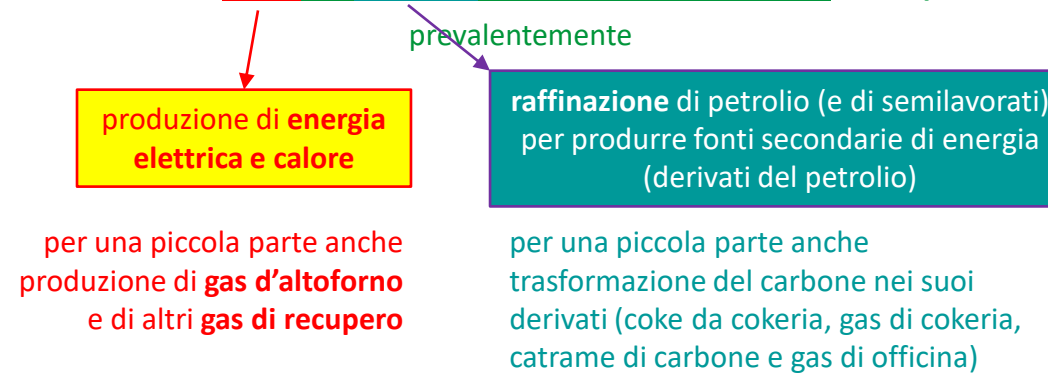 prevalentemente
produzione di energia
elettrica e calore
raffinazione di petrolio (e di semilavorati)
per produrre fonti secondarie di energia
(derivati del petrolio)
per una piccola parte anche
produzione di gas d’altoforno
e di altri gas di recupero
per una piccola parte anche
trasformazione del carbone nei suoi
derivati (coke da cokeria, gas di cokeria,
catrame di carbone e gas di officina)